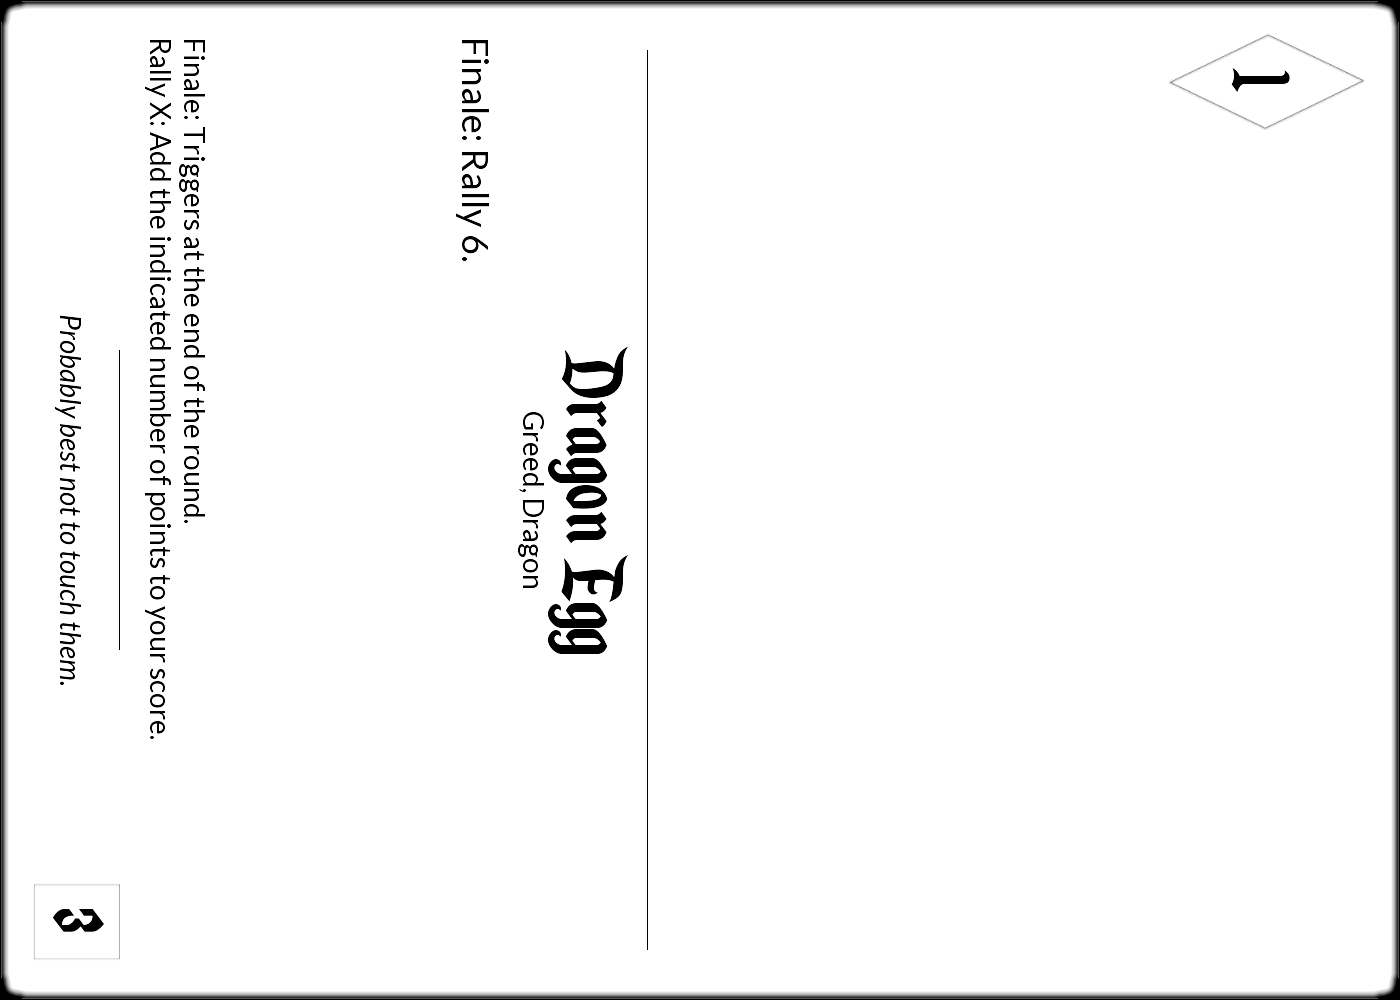 1
Dragon Egg
Greed, Dragon
Finale: Rally 6.
Finale: Triggers at the end of the round.
Rally X: Add the indicated number of points to your score.
Probably best not to touch them.
3